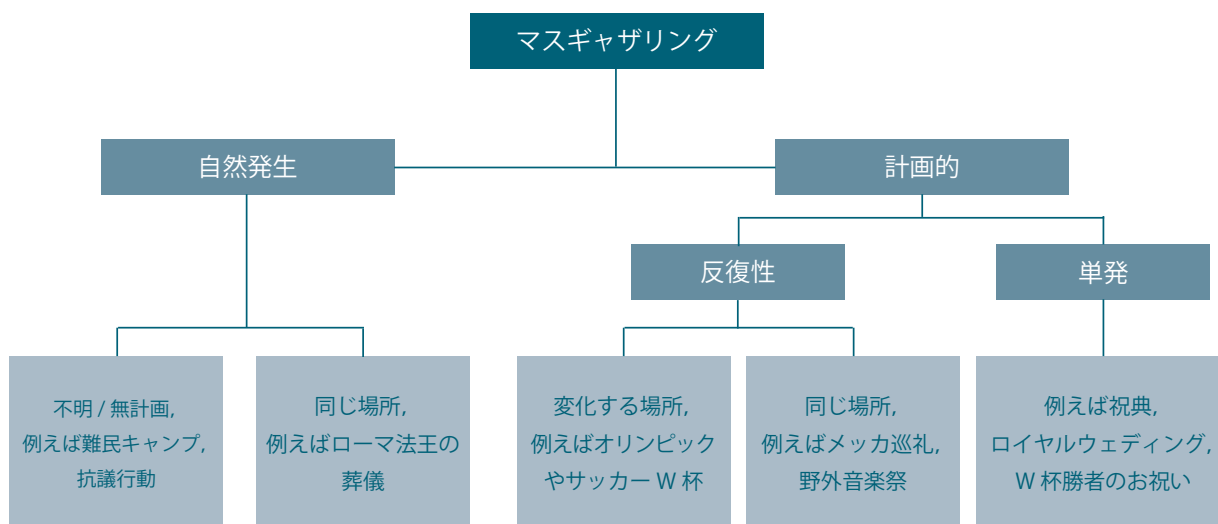 マスギャザリング
自然発生
計画的
反復性
単発
不明 / 無計画,
例えば難民キャンプ,
抗議行動
同じ場所,
例えばローマ法王の
葬儀
変化する場所,
例えばオリンピック
やサッカー W 杯
同じ場所,
例えばメッカ巡礼,
野外音楽祭
例えば祝典,
ロイヤルウェディング,
W 杯勝者のお祝い